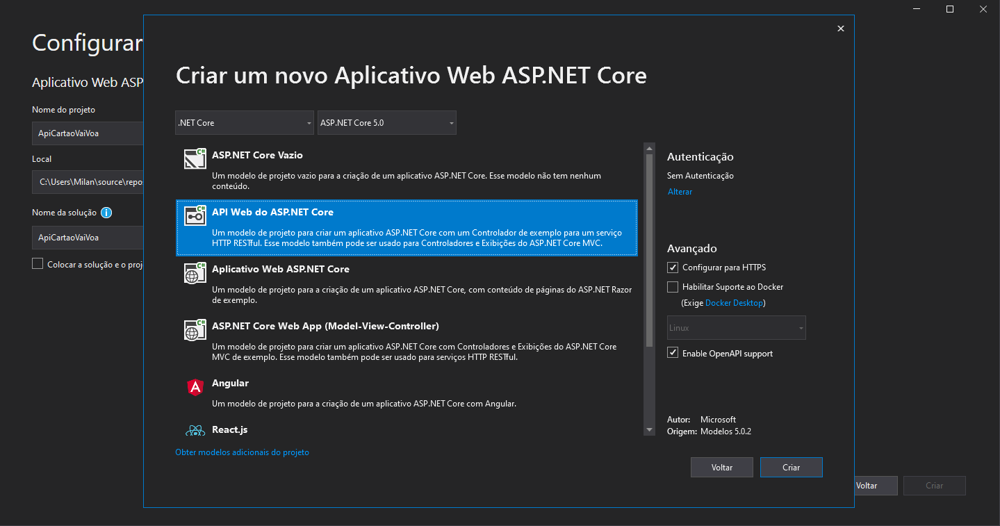 Configurar
Aplicativo Web ASP
Nome do projeto
ApiCartaoVaiVoa
Local
C:\Users\Milan\source\repos
Nome da solução
ApiCartaoVaiVoa
Colocar a solução e o proj
Criar um novo Aplicativo Web ASP.NET Core
.NET Core
ASP.NET Core 5.0
C#
ASP.NET Core Vazio
Um modelo de projeto vazio para a criação de um aplicativo ASP.NET Core. Esse modelo não tem nenhum
conteúdo.
C#
API Web do ASP.NET Core
Um modelo de projeto para criar um aplicativo ASP.NET Core com um Controlador de exemplo para um serviço
HTTP RESTful. Esse modelo também pode ser usado para Controladores e Exibições do ASP.NET Core MVC.
C#
Aplicativo Web ASP.NET Core
Um modelo de projeto para a criação de um aplicativo ASP.NET Core, com conteúdo de páginas do ASP.NET Razor
de exemplo.
C#
ASP.NET Core Web App (Model-View-Controller)
Um modelo de projeto para criar um aplicativo ASP.NET Core com Controladores e Exibições do ASP.NET Core
MVC de exemplo. Esse modelo também pode ser usado para serviços HTTP RESTful.
Angular
Um modelo de projeto para a criação de um aplicativo ASP.NET Core com Angular.
React.js
Obter modelos adicionais do projeto
Autenticação
Sem Autenticação
Alterar
Avançado
Configurar para HTTPS
Habilitar Suporte ao Docker
(Exige Docker Desktop)
Linux
Enable OpenAPI support
Autor: Microsoft
Origem: Modelos 5.0.2
Voltar
Criar
Voltar
Criar